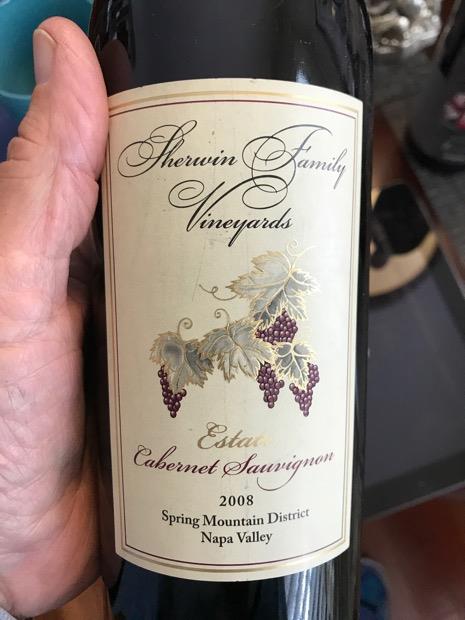 Sherwin Family
Vineyards
Estate
Cabernet Sauvignon
2008
Spring Mountain District
Napa Valley